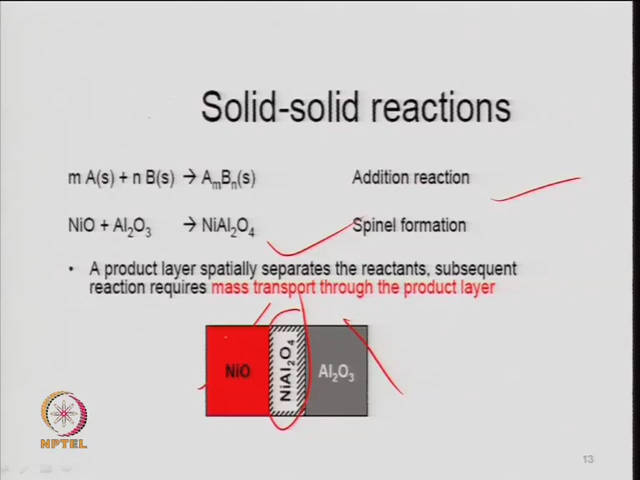 Solid-solid reactions
m A(s) + n B(s) → AₘBₙ(s) Addition reaction
NiO + Al₂O₃ → NiAl₂O₄ Spinel formation
• A product layer spatially separates the reactants, subsequent
reaction requires mass transport through the product layer
NiO NiAl₂O₄ Al₂O₃
NPTEL
13